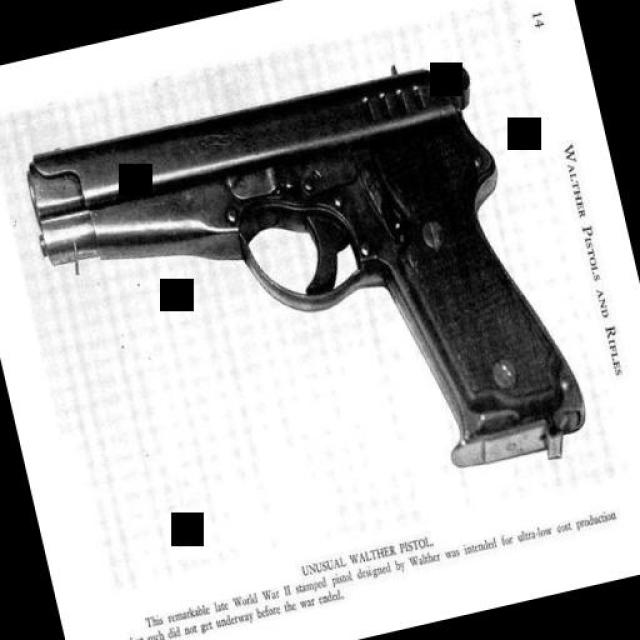 14
WALTHER PISTOLS AND RIFLES
UNUSUAL WALTHER PISTOL.
This remarkable late World War II stamped pistol designed by Walther was intended for ultra-low cost production
such did not get underway before the war ended.